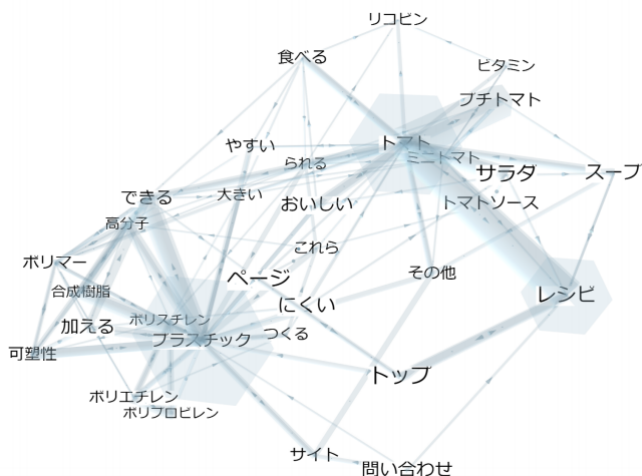 リコピン
食べる
ビタミン
プチトマト
トマト
やすい
られる
ミニトマト
サラダ
スープ
できる
大きい
おいしい
トマトソース
高分子
これら
ポリマー
ページ
その他
合成樹脂
にくい
レシピ
加える
ポリスチレン
つくる
可塑性
プラスチック
トップ
ポリエチレン
ポリプロピレン
サイト
問い合わせ